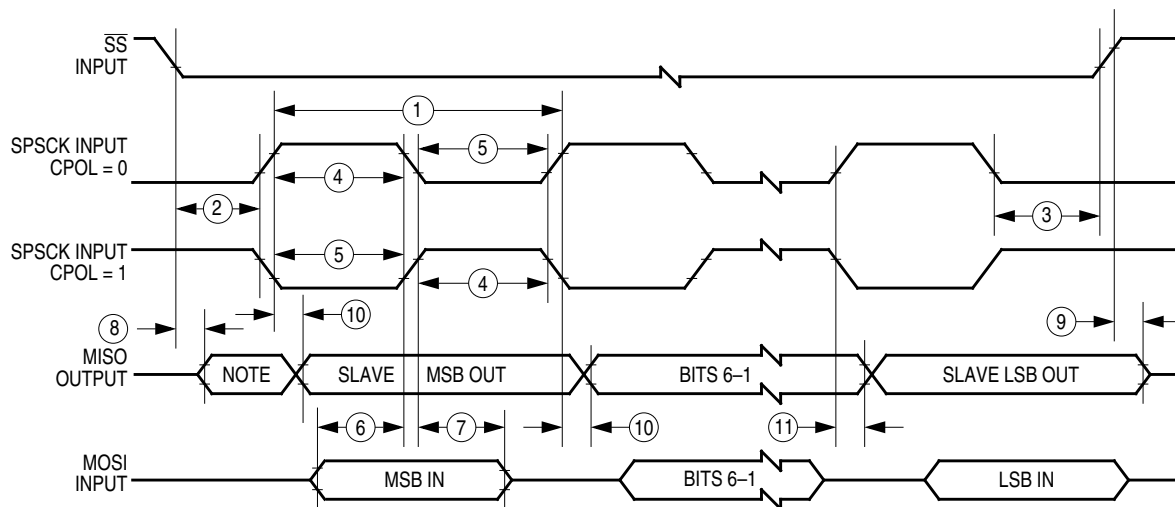 SS
INPUT
1
SPSCK INPUT
CPOL = 0
5
4
2
3
SPSCK INPUT
CPOL = 1
5
4
8
10
9
MISO
OUTPUT
NOTE
SLAVE MSB OUT
BITS 6–1
SLAVE LSB OUT
6
7
10
11
MOSI
INPUT
MSB IN
BITS 6–1
LSB IN